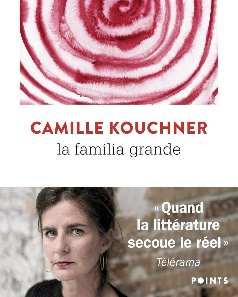 CAMILLE KOUCHNER
la familia grande
« Quand
la littérature
secoue le réel »
Télérama
POINTS